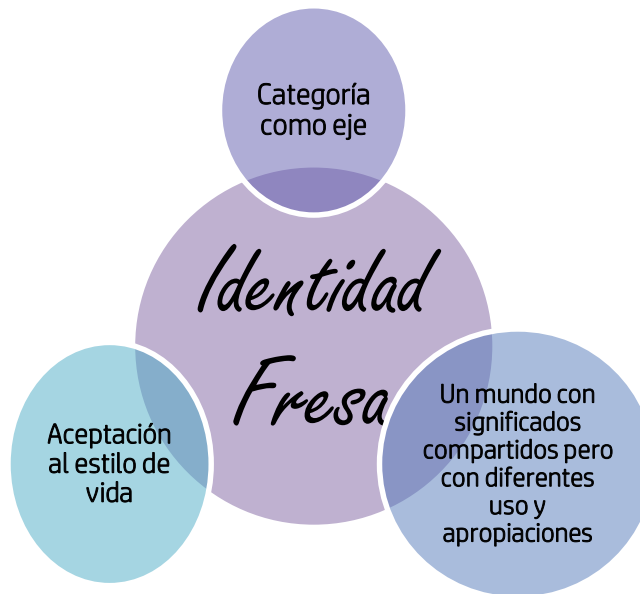 Categoría
como eje
Identidad
Fresa
Aceptación
al estilo de
vida
Un mundo con
significados
compartidos pero
con diferentes
uso y
apropiaciones